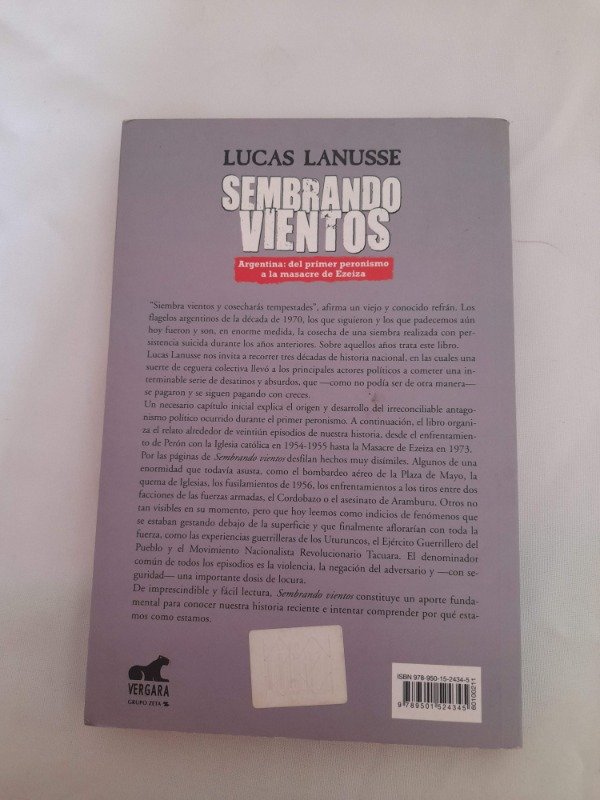 LUCAS LANUSSE
SEMBRANDO
VIENTOS
Argentina: del primer peronismo
a la masacre de Ezeiza
"Siembra vientos y cosecharás tempestades", afirma un viejo y conocido refrán. Los
flagelos argentinos de la década de 1970, los que siguieron y los que padecemos aún
hoy fueron y son, en enorme medida, la cosecha de una siembra realizada con per-
sistencia suicida durante los años anteriores. Sobre aquellos años trata este libro.
Lucas Lanusse nos invita a recorrer tres décadas de historia nacional, en las cuales una
suerte de ceguera colectiva llevó a los principales actores políticos a cometer una in-
terminable serie de desatinos y absurdos, que —como no podía ser de otra manera—
se pagaron y se siguen pagando con creces.
Un necesario capítulo inicial explica el origen y desarrollo del irreconciliable antago-
nismo político ocurrido durante el primer peronismo. A continuación, el libro organi-
za el relato alrededor de veintiún episodios de nuestra historia, desde el enfrentamien-
to de Perón con la Iglesia católica en 1954-1955 hasta la Masacre de Ezeiza en 1973.
Por las páginas de Sembrando vientos desfilan hechos muy disímiles. Algunos de una
enormidad que todavía asusta, como el bombardeo aéreo de la Plaza de Mayo, la
quema de Iglesias, los fusilamientos de 1956, los enfrentamientos a los tiros entre dos
facciones de las fuerzas armadas, el Cordobazo o el asesinato de Aramburu. Otros no
tan visibles en su momento, pero que hoy leemos como indicios de fenómenos que
se estaban gestando debajo de la superficie y que finalmente aflorarían con toda la
fuerza, como las experiencias guerrilleras de los Uturuncos, el Ejército Guerrillero del
Pueblo y el Movimiento Nacionalista Revolucionario Tacuara. El denominador
común de todos los episodios es la violencia, la negación del adversario y —con se-
guridad— una importante dosis de locura.
De imprescindible y fácil lectura, Sembrando vientos constituye un aporte funda-
mental para conocer nuestra historia reciente e intentar comprender por qué esta-
mos como estamos.
VERGARA
GRUPO ZETA
ISBN 978-950-15-2434-5
9 789501 524345
60100211